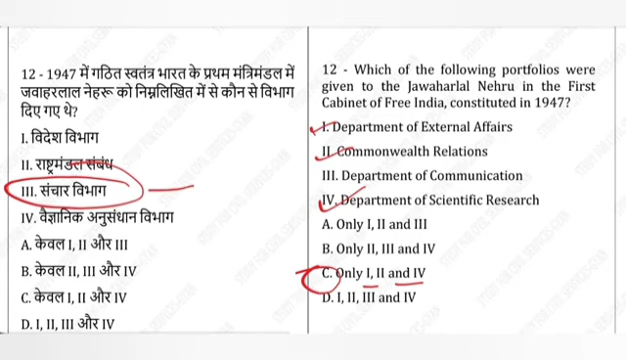 12 - 1947 में गठित स्वतंत्र भारत के प्रथम मंत्रिमंडल में
जवाहरलाल नेहरू को निम्नलिखित में से कौन से विभाग
दिए गए थे?
I. विदेश विभाग
II. राष्ट्रमंडल संबंध
III. संचार विभाग
IV. वैज्ञानिक अनुसंधान विभाग
A. केवल I, II और III
B. केवल II, III और IV
C. केवल I, II और IV
D. I, II, III और IV
12 - Which of the following portfolios were
given to the Jawaharlal Nehru in the First
Cabinet of Free India, constituted in 1947?
I. Department of External Affairs
II. Commonwealth Relations
III. Department of Communication
IV. Department of Scientific Research
A. Only I, II and III
B. Only II, III and IV
C. Only I, II and IV
D. I, II, III and IV